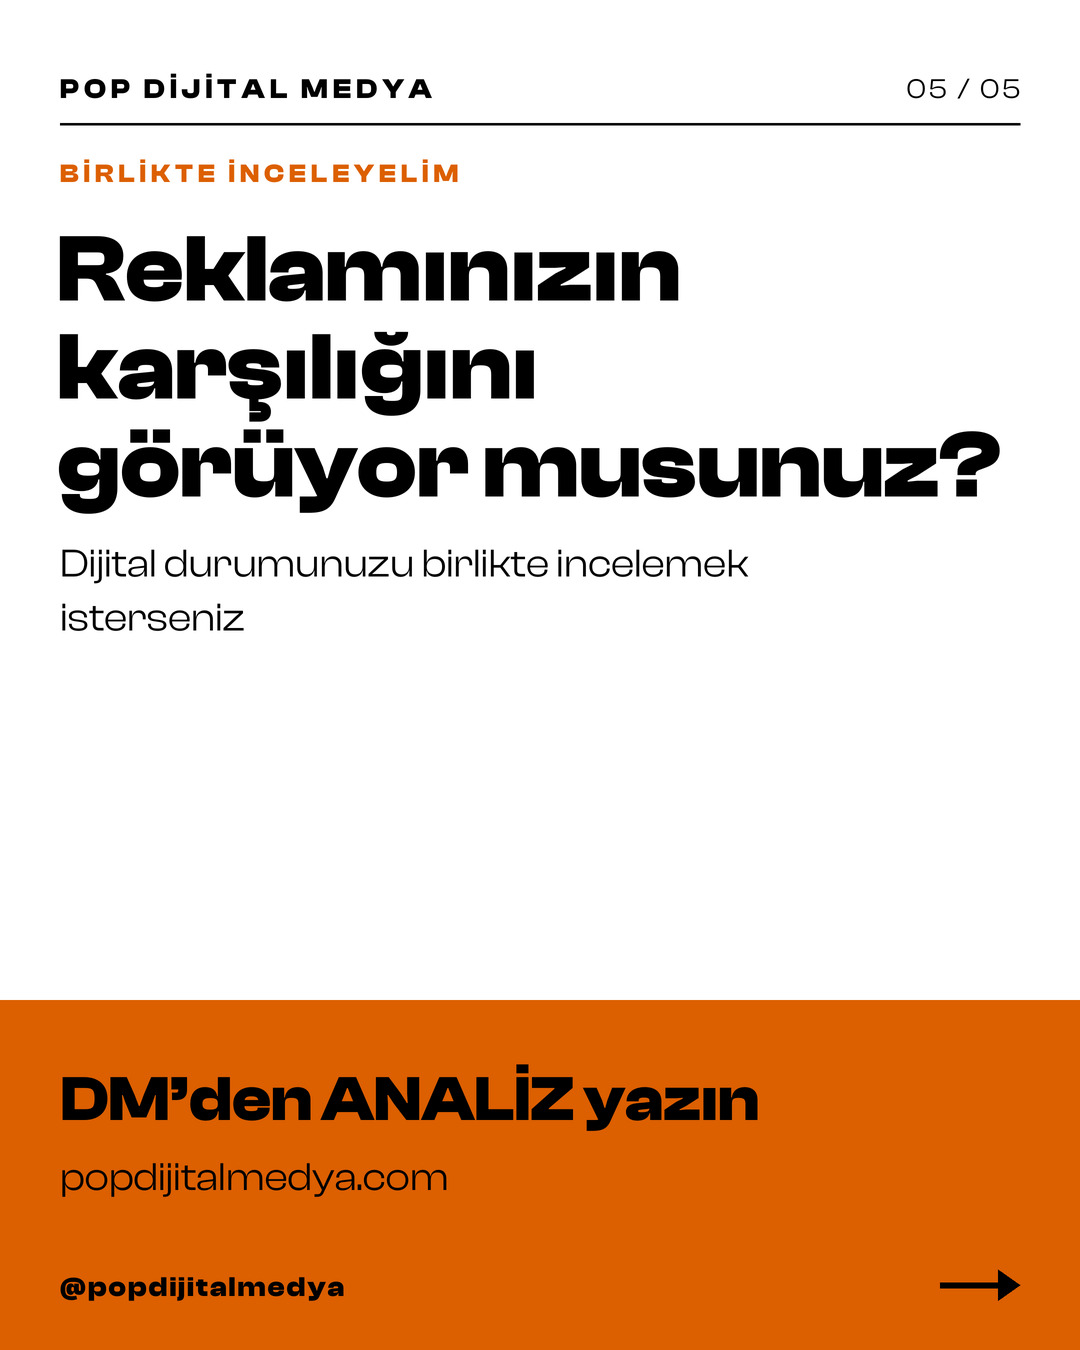 POP DİJİTAL MEDYA
05 / 05
BİRLİKTE İNCELEYELİM
Reklamınızın
karşılığını
görüyor musunuz?
Dijital durumunuzu birlikte incelemek
isterseniz
DM’den ANALİZ yazın
popdijitalmedya.com
@popdijitalmedya